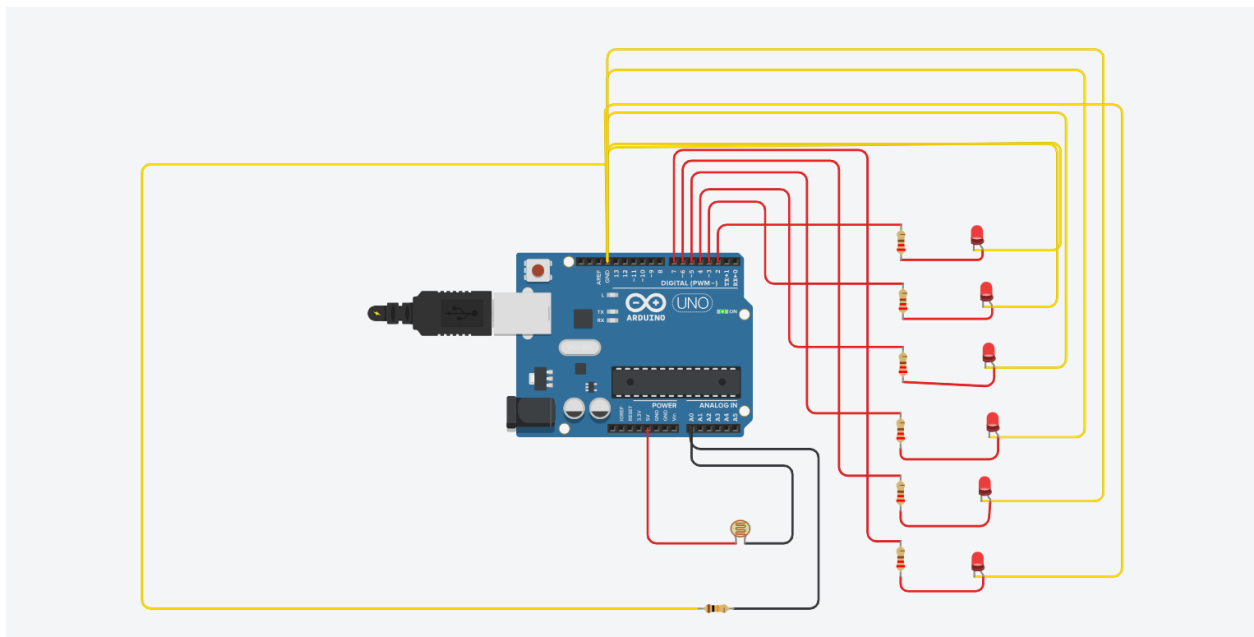 AREF
GND
13
12
~11
~10
~9
8
7
~6
~5
4
~3
2
TX→1
RX←0
DIGITAL (PWM~)
L
TX
RX
UNO
ARDUINO
ON
POWER
ANALOG IN
IOREF
RESET
3.3V
5V
GND
GND
Vin
A0
A1
A2
A3
A4
A5